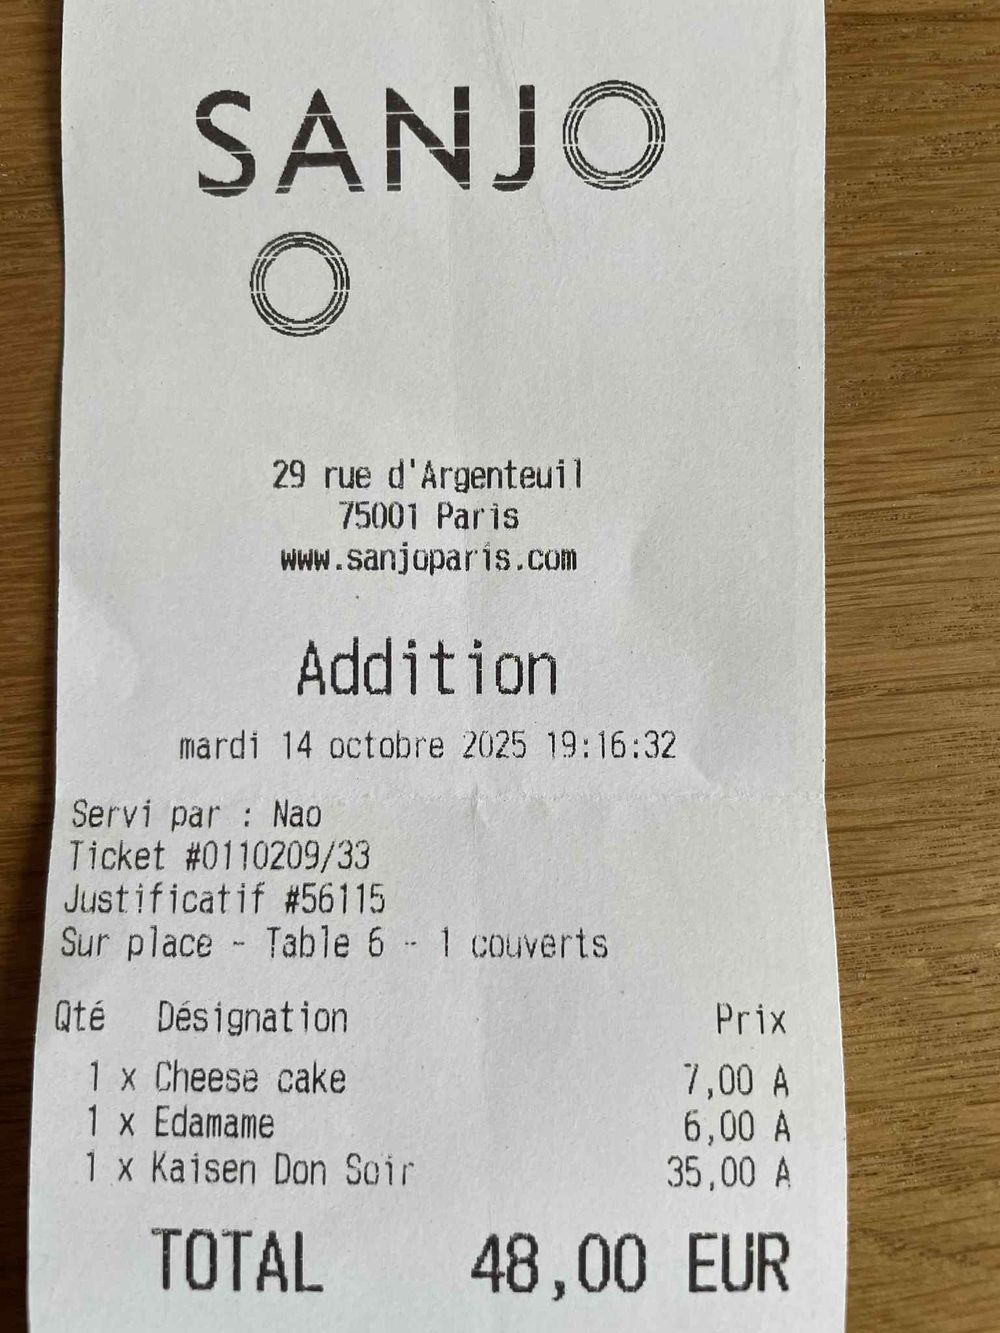 SANJO
29 rue d'Argenteuil
75001 Paris
www.sanjoparis.com
Addition
mardi 14 octobre 2025 19:16:32
Servi par : Nao
Ticket #0110209/33
Justificatif #56115
Sur place - Table 6 - 1 couverts
Qté Désignation Prix
1 x Cheese cake 7,00 A
1 x Edamame 6,00 A
1 x Kaisen Don Soir 35,00 A
TOTAL 48,00 EUR